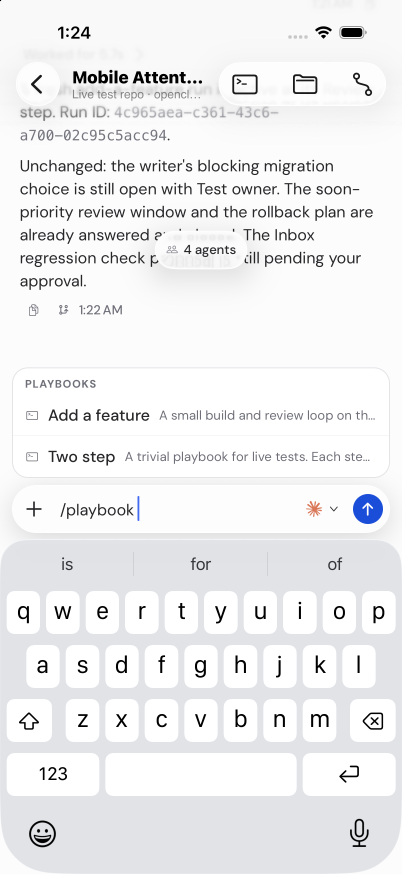 1:24
Mobile Attent...
Live test repo · opencl...
step. Run ID: 4c965aea-c361-43c6-
a700-02c95c5acc94.
Unchanged: the writer's blocking migration
choice is still open with Test owner. The soon-
priority review window and the rollback plan are
already answered The Inbox
4 agents
regression check still pending your
approval.
1:22 AM
PLAYBOOKS
Add a feature A small build and review loop on th...
Two step A trivial playbook for live tests. Each ste...
/playbook
is for of
q w e r t y u i o p
a s d f g h j k l
z x c v b n m
123